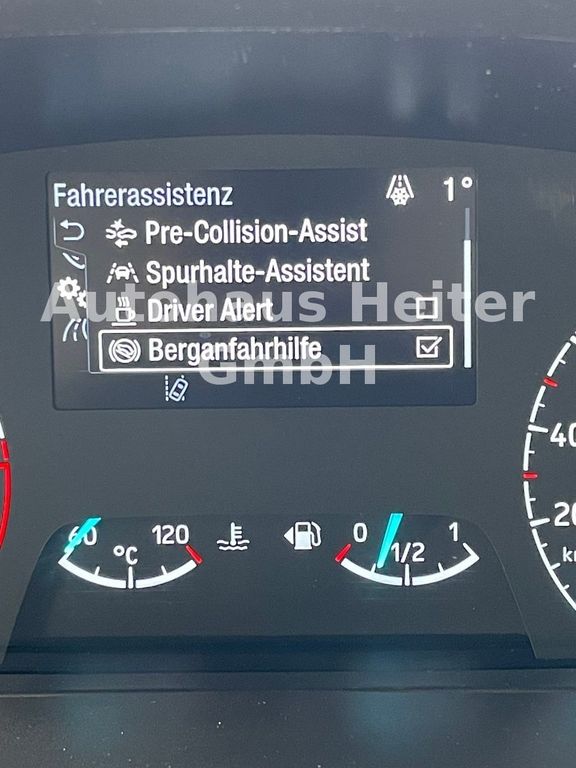 Fahrerassistenz 1°
Pre-Collision-Assist
Spurhalte-Assistent
Autohaus Heiter
Driver Alert
Berganfahrhilfe
GmbH
40
60 120 0 1
20
°C 1/2
k